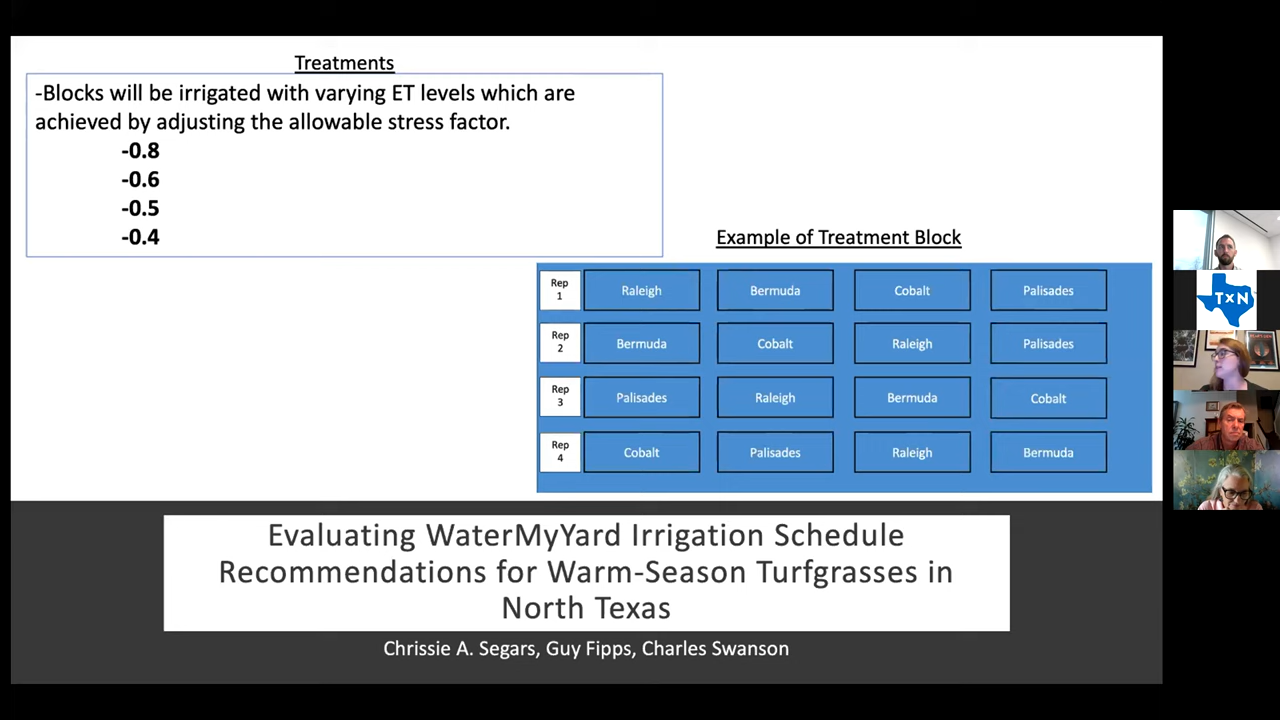 Treatments
-Blocks will be irrigated with varying ET levels which are
achieved by adjusting the allowable stress factor.
-0.8
-0.6
-0.5
-0.4
Example of Treatment Block
Rep 1 Raleigh Bermuda Cobalt Palisades
Rep 2 Bermuda Cobalt Raleigh Palisades
Rep 3 Palisades Raleigh Bermuda Cobalt
Rep 4 Cobalt Palisades Raleigh Bermuda
Evaluating WaterMyYard Irrigation Schedule
Recommendations for Warm-Season Turfgrasses in
North Texas
Chrissie A. Segars, Guy Fipps, Charles Swanson
TXN